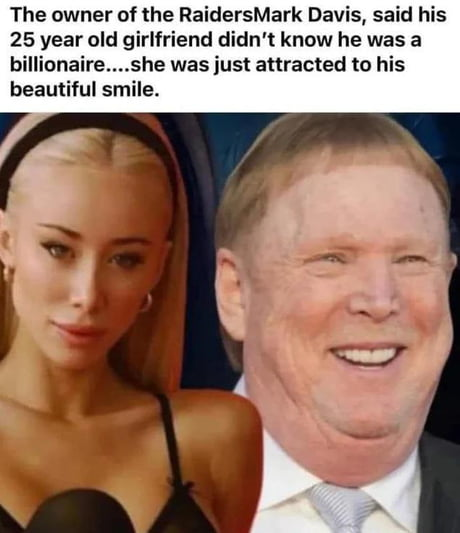 The owner of the RaidersMark Davis, said his
25 year old girlfriend didn't know he was a
billionaire....she was just attracted to his
beautiful smile.